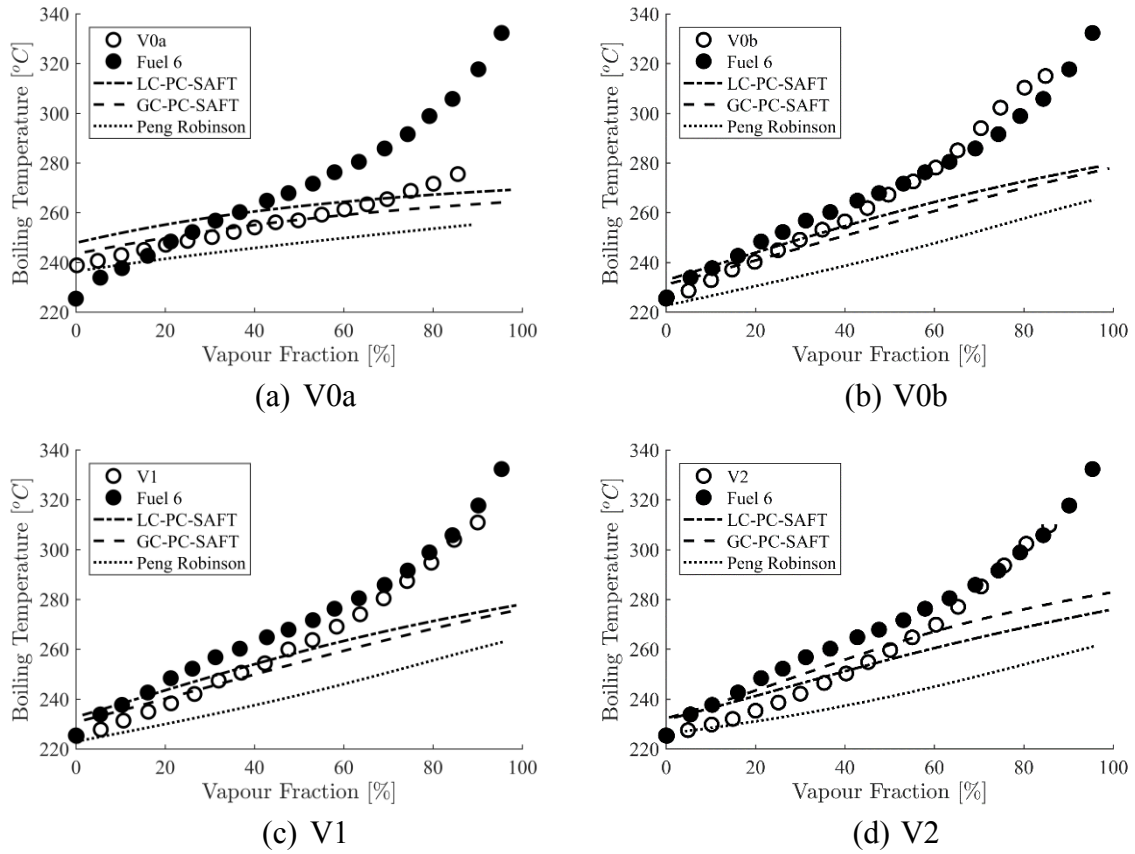 340
320
300
280
260
240
220
Boiling Temperature [°C]
V0a
Fuel 6
LC-PC-SAFT
GC-PC-SAFT
Peng Robinson
0 20 40 60 80 100
Vapour Fraction [%]
(a) V0a
340
320
300
280
260
240
220
Boiling Temperature [°C]
V0b
Fuel 6
LC-PC-SAFT
GC-PC-SAFT
Peng Robinson
0 20 40 60 80 100
Vapour Fraction [%]
(b) V0b
340
320
300
280
260
240
220
Boiling Temperature [°C]
V1
Fuel 6
LC-PC-SAFT
GC-PC-SAFT
Peng Robinson
0 20 40 60 80 100
Vapour Fraction [%]
(c) V1
340
320
300
280
260
240
220
Boiling Temperature [°C]
V2
Fuel 6
LC-PC-SAFT
GC-PC-SAFT
Peng Robinson
0 20 40 60 80 100
Vapour Fraction [%]
(d) V2